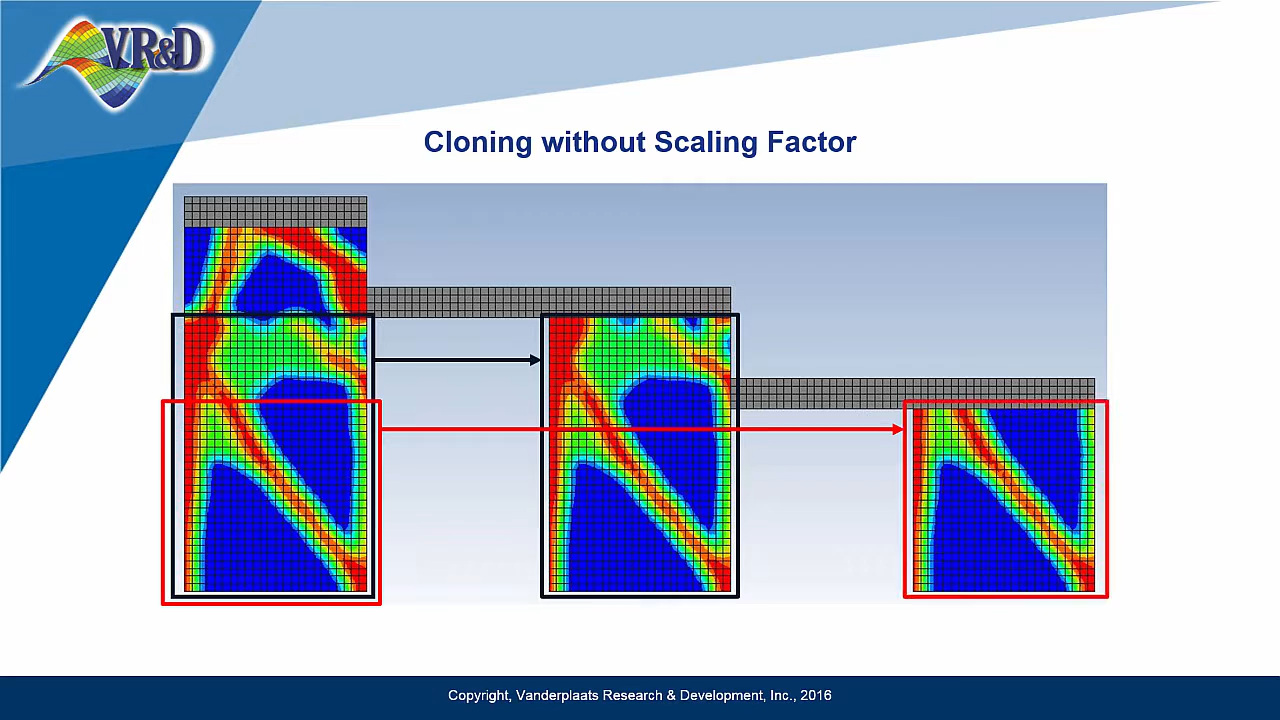 VR&D
Cloning without Scaling Factor
Copyright, Vanderplaats Research & Development, Inc., 2016